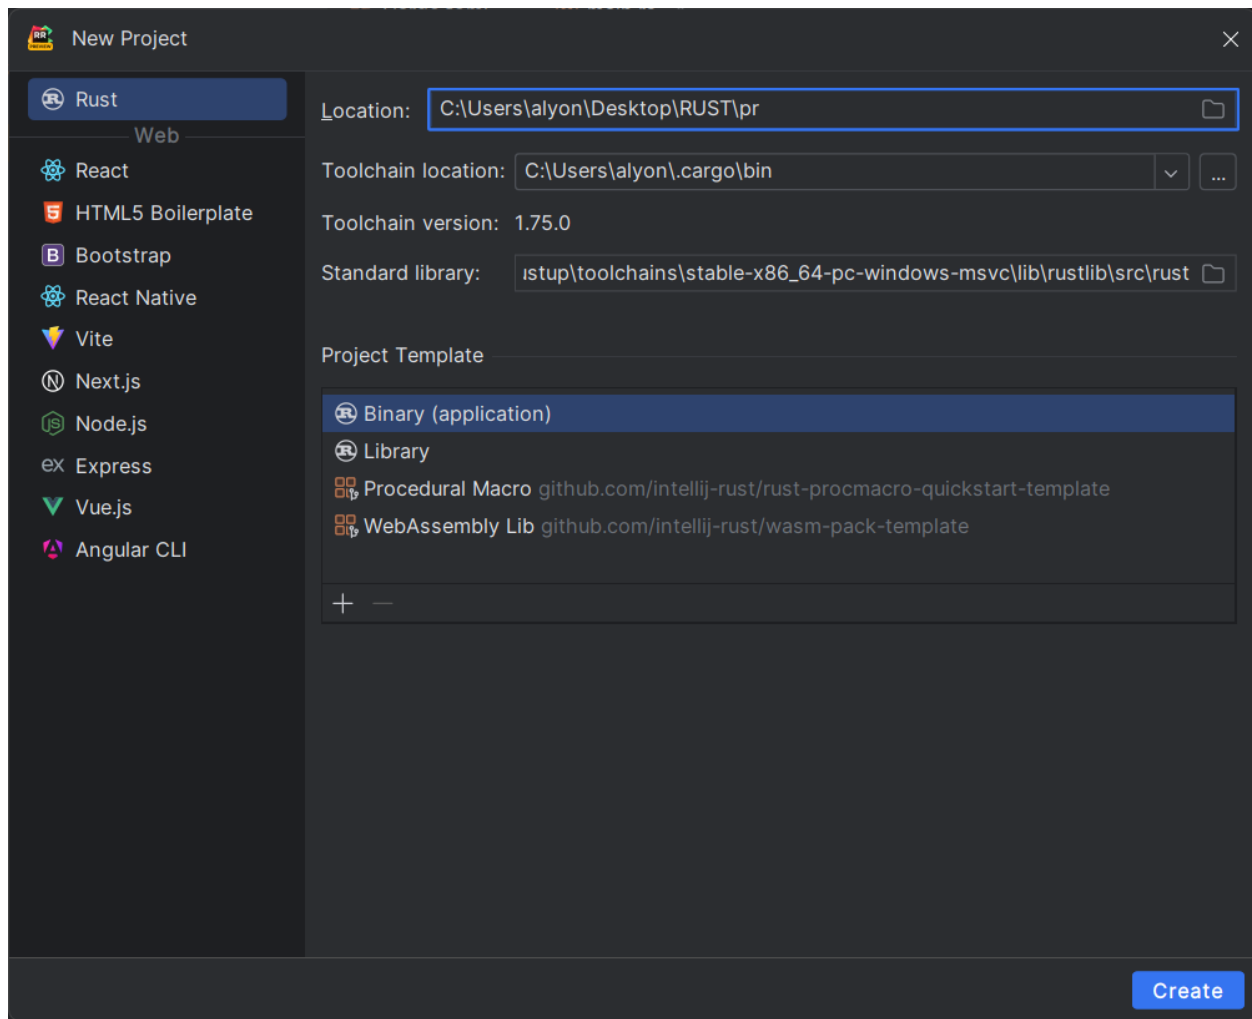 New Project
Rust
Web
React
HTML5 Boilerplate
Bootstrap
React Native
Vite
Next.js
Node.js
Express
Vue.js
Angular CLI
Location: C:\Users\alyon\Desktop\RUST\pr
Toolchain location: C:\Users\alyon\.cargo\bin
...
Toolchain version: 1.75.0
Standard library: ustup\toolchains\stable-x86_64-pc-windows-msvc\lib\rustlib\src\rust
Project Template
Binary (application)
Library
Procedural Macro github.com/intellij-rust/rust-procmacro-quickstart-template
WebAssembly Lib github.com/intellij-rust/wasm-pack-template
Create